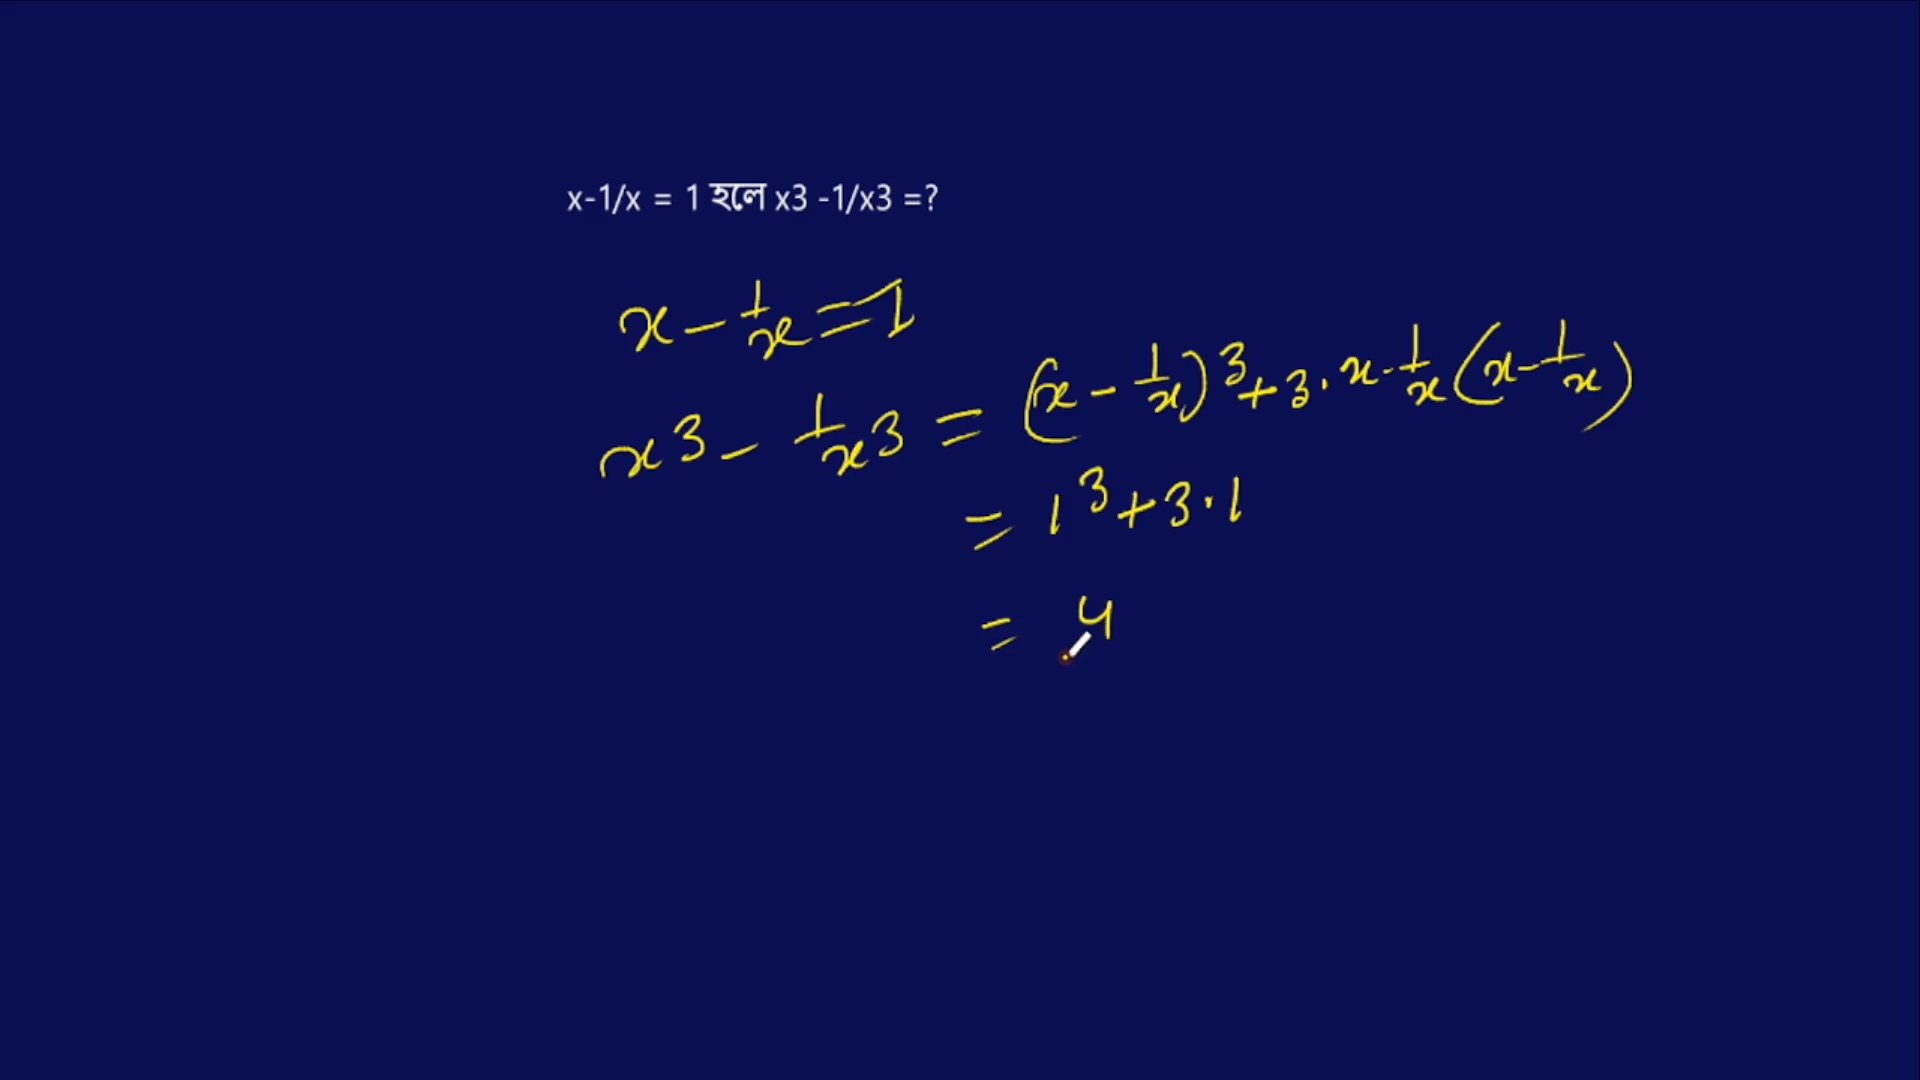 x-1/x = 1 হলে x3 -1/x3 =?
x - 1/x = 1
x3 - 1/x3 = (x - 1/x)3 + 3 · x · 1/x (x - 1/x)
= 1³ + 3 · 1
= 4